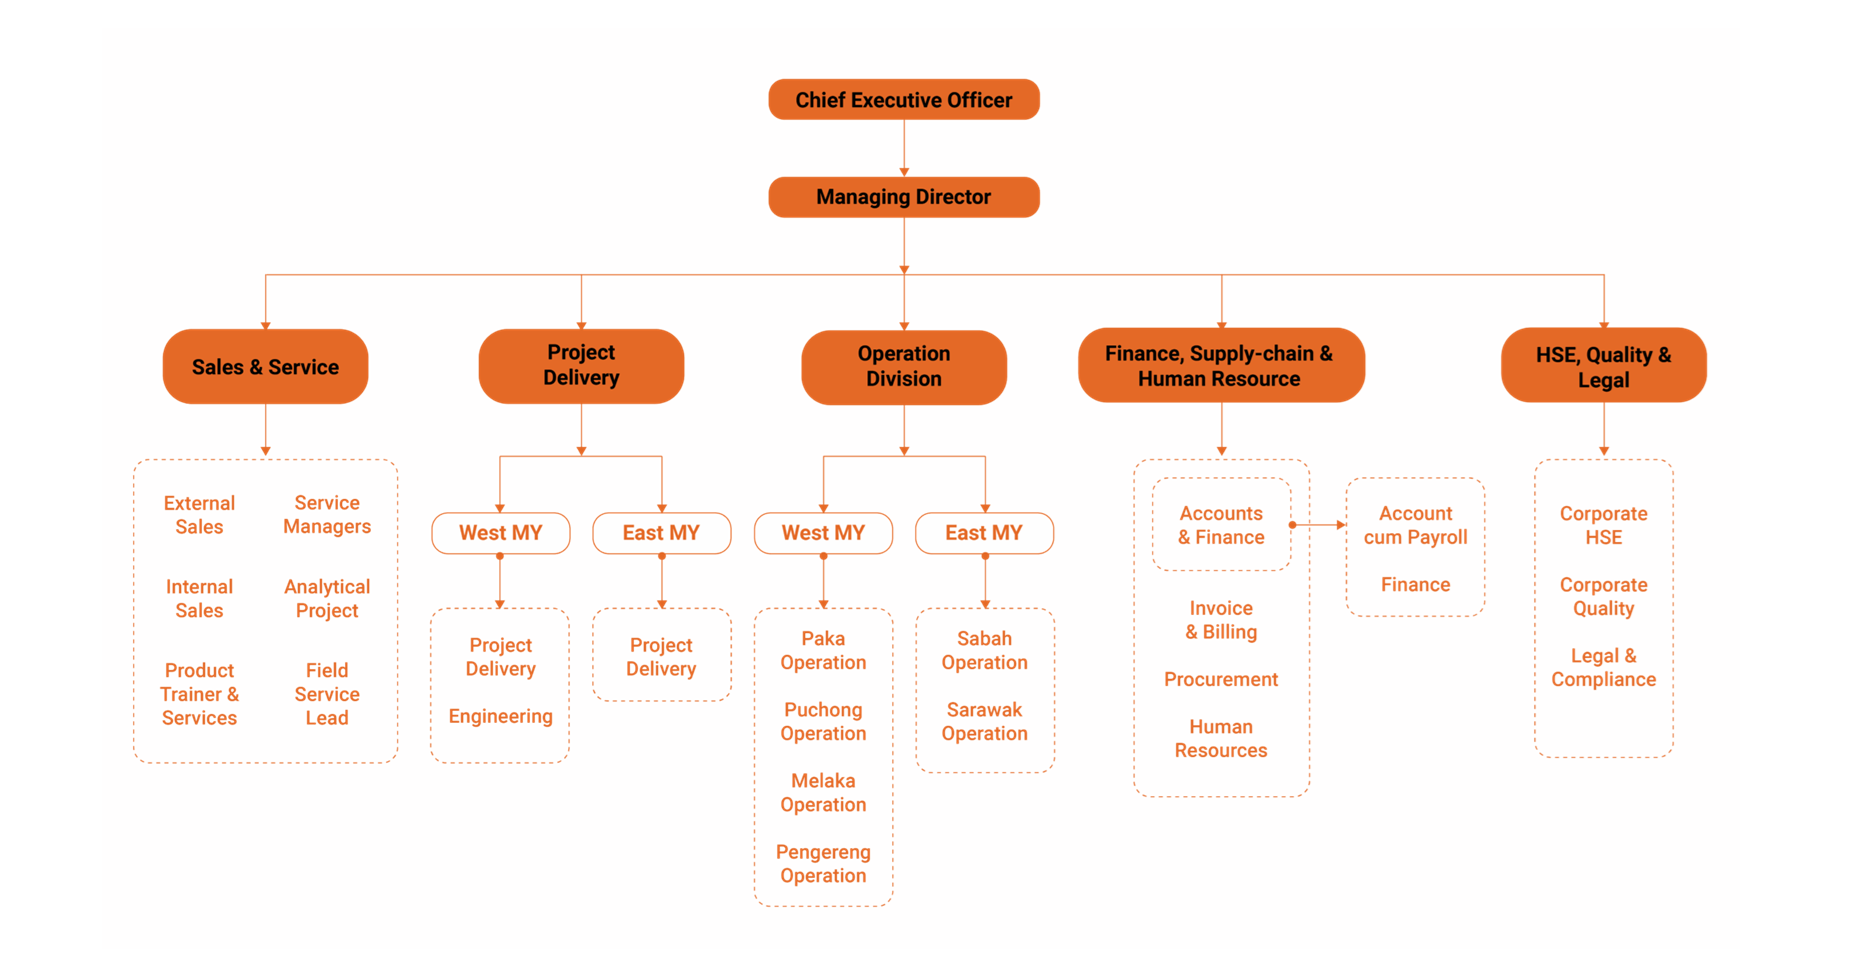 Chief Executive Officer
Managing Director
Sales & Service
Project
Delivery
Operation
Division
Finance, Supply-chain &
Human Resource
HSE, Quality &
Legal
External
Sales
Service
Managers
Internal
Sales
Analytical
Project
Product
Trainer &
Services
Field
Service
Lead
West MY
East MY
Project
Delivery
Engineering
Project
Delivery
West MY
East MY
Paka
Operation
Puchong
Operation
Melaka
Operation
Pengereng
Operation
Sabah
Operation
Sarawak
Operation
Accounts
& Finance
Invoice
& Billing
Procurement
Human
Resources
Account
cum Payroll
Finance
Corporate
HSE
Corporate
Quality
Legal &
Compliance